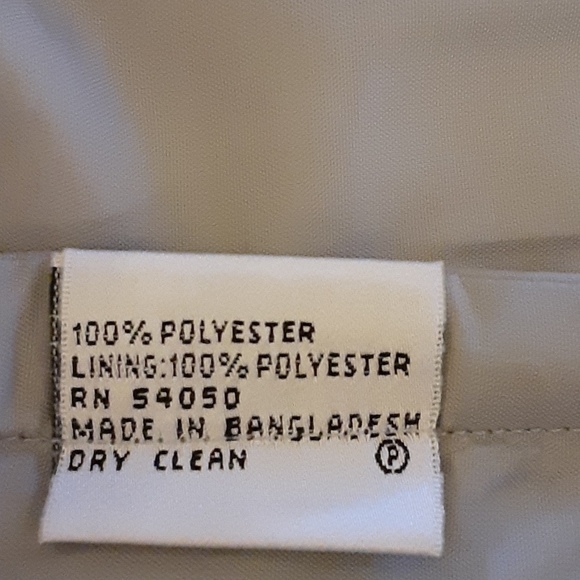 100% POLYESTER
LINING:100% POLYESTER
RN 54050
MADE IN BANGLADESH
DRY CLEAN P